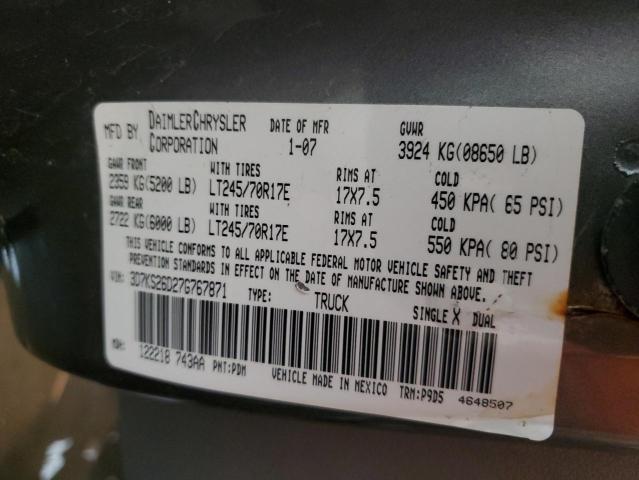 MFD BY DAIMLERCHRYSLER CORPORATION DATE OF MFR 1-07 GVWR 3924 KG(08650 LB)
GAWR FRONT WITH TIRES RIMS AT COLD
2359 KG(5200 LB) LT245/70R17E 17X7.5 450 KPA( 65 PSI)
GAWR REAR WITH TIRES RIMS AT COLD
2722 KG(6000 LB) LT245/70R17E 17X7.5 550 KPA( 80 PSI)
THIS VEHICLE CONFORMS TO ALL APPLICABLE FEDERAL MOTOR VEHICLE SAFETY AND THEFT
PREVENTION STANDARDS IN EFFECT ON THE DATE OF MANUFACTURE SHOWN ABOVE.
VIN: 3D7KS26D27G767871 TYPE: TRUCK SINGLE X DUAL
MDH: 122218 743AA PNT:PDM VEHICLE MADE IN MEXICO TRM:P9D5 4648507